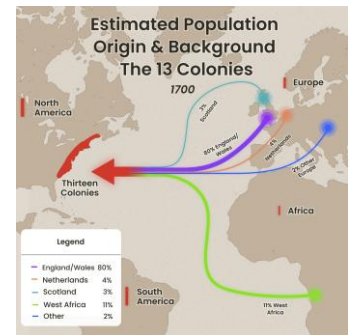 Estimated Population
Origin & Background
The 13 Colonies
1700
Europe
North
America
3%
Scotland
80% England/
Wales
4%
Netherlands
2% Other
Europe
Thirteen
Colonies
Africa
Legend
England/Wales 80%
Netherlands 4%
Scotland 3%
West Africa 11%
Other 2%
South
America
11% West
Africa